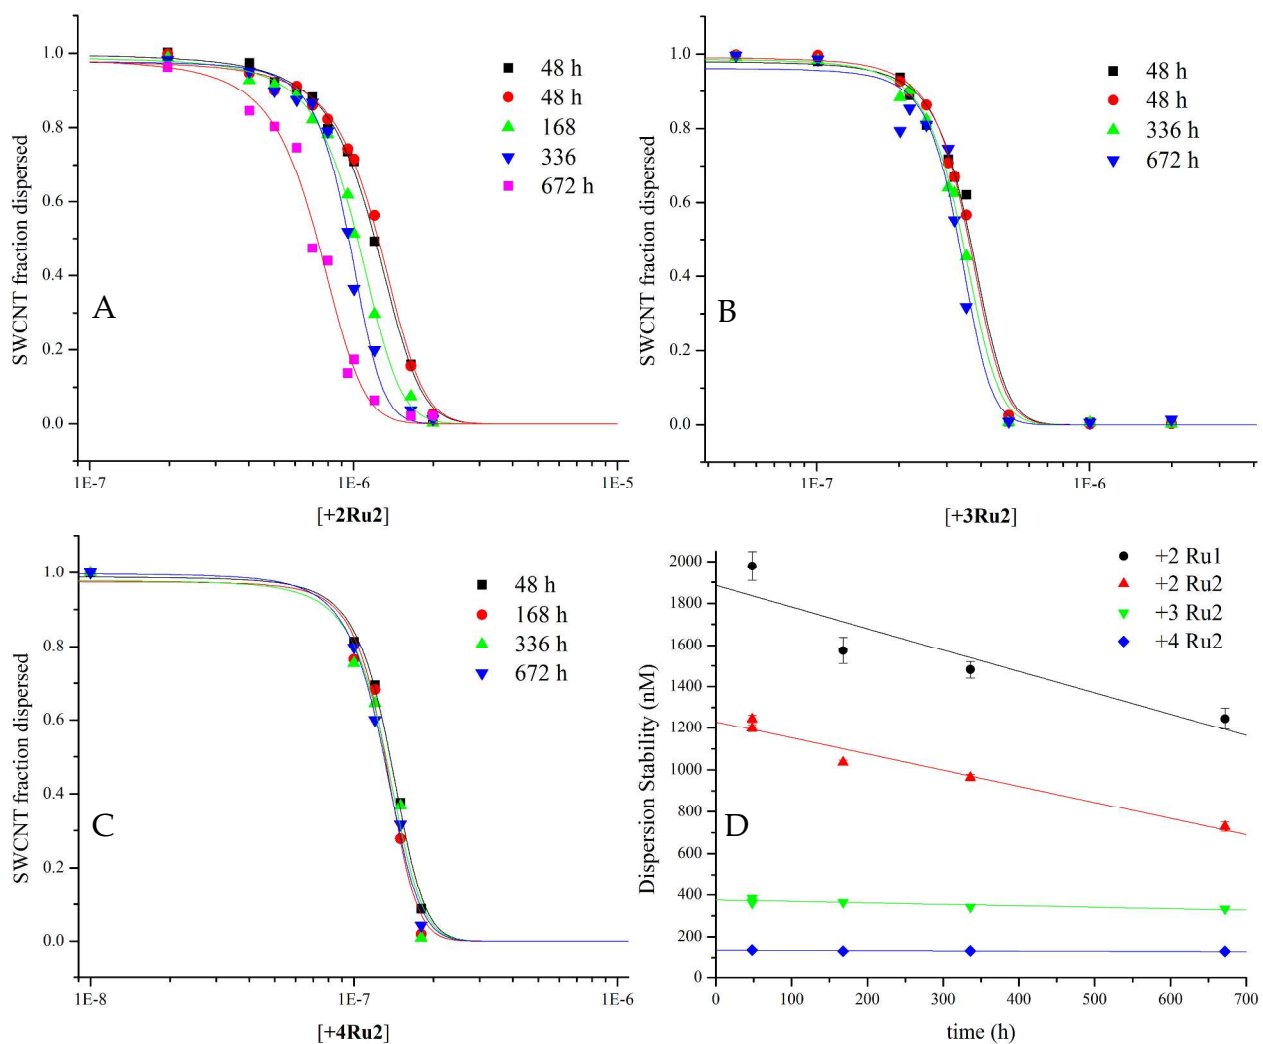 1.0
0.8
0.6
0.4
0.2
0.0
SWCNT fraction dispersed
A
48 h
48 h
168
336
672 h
1E-7
1E-6
1E-5
[+2Ru2]
1.0
0.8
0.6
0.4
0.2
0.0
SWCNT fraction dispersed
B
48 h
48 h
336 h
672 h
1E-7
1E-6
[+3Ru2]
1.0
0.8
0.6
0.4
0.2
0.0
SWCNT fraction dispersed
C
48 h
168 h
336 h
672 h
1E-8
1E-7
1E-6
[+4Ru2]
2000
1800
1600
1400
1200
1000
800
600
400
200
0
Dispersion Stability (nM)
D
+2 Ru1
+2 Ru2
+3 Ru2
+4 Ru2
0
100
200
300
400
500
600
700
time (h)